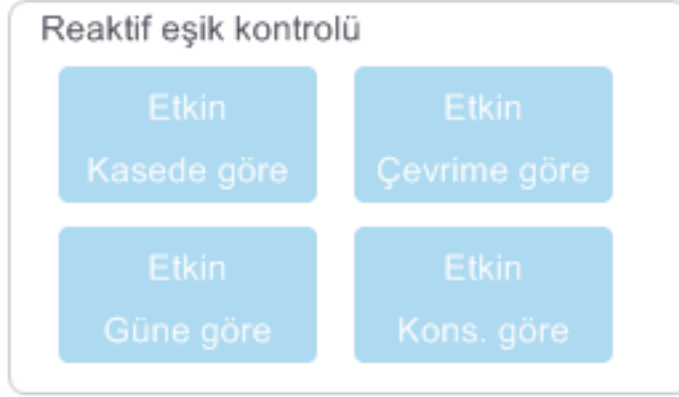 Reaktif eşik kontrolü
Etkin
Kasede göre
Etkin
Çevrime göre
Etkin
Güne göre
Etkin
Kons. göre